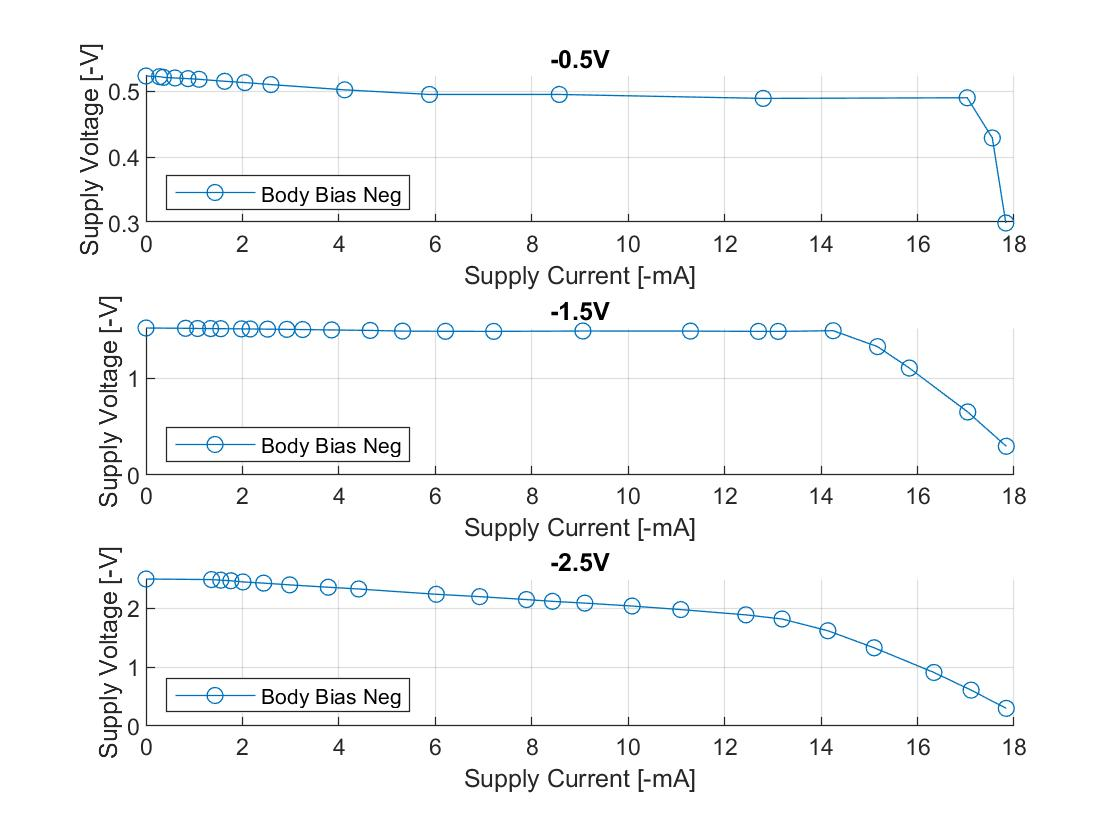 -0.5V
Supply Voltage [-V]
0.5
0.4
0.3
Body Bias Neg
0 2 4 6 8 10 12 14 16 18
Supply Current [-mA]
-1.5V
Supply Voltage [-V]
1
0
Body Bias Neg
0 2 4 6 8 10 12 14 16 18
Supply Current [-mA]
-2.5V
Supply Voltage [-V]
2
1
0
Body Bias Neg
0 2 4 6 8 10 12 14 16 18
Supply Current [-mA]